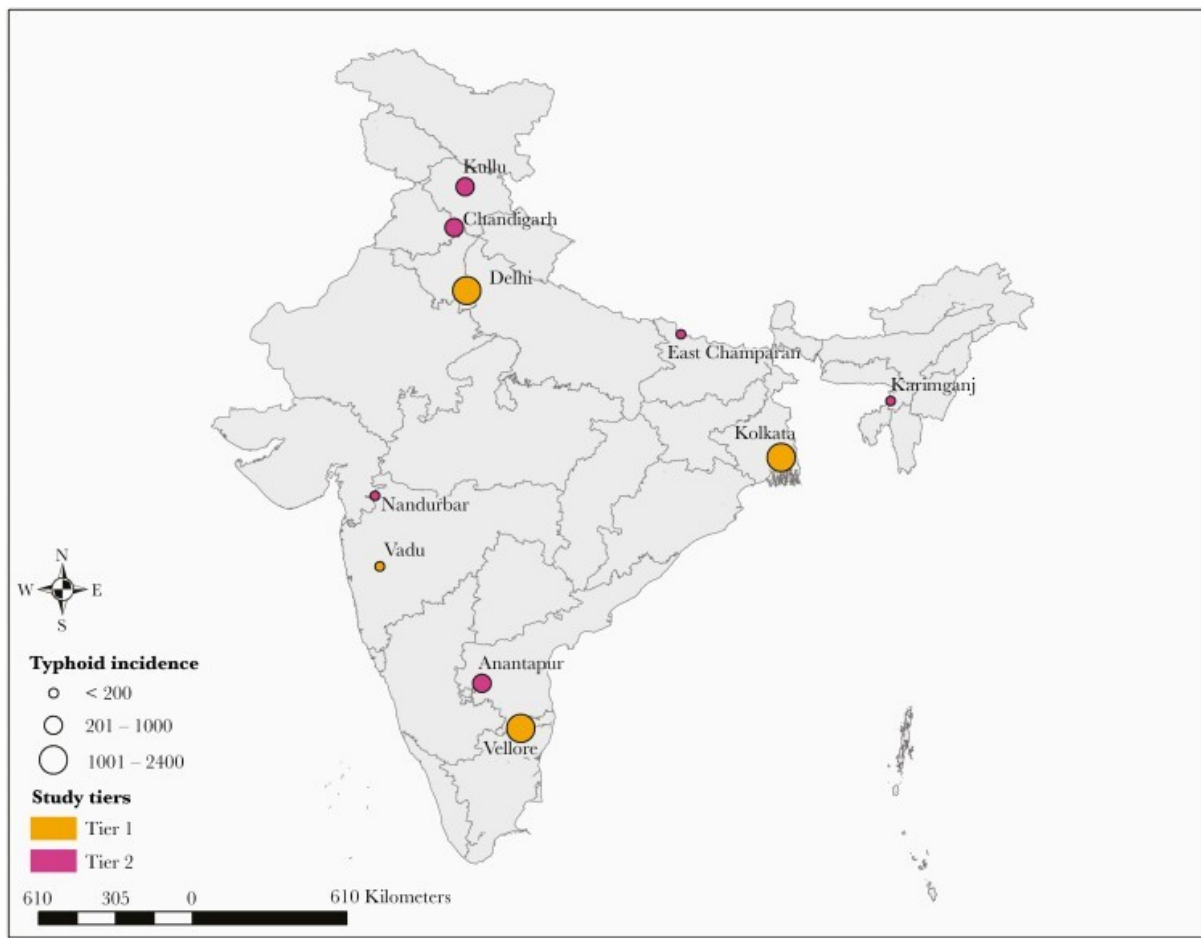 Kullu
Chandigarh
Delhi
East Champaran
Karimganj
Kolkata
Nandurbar
Vadu
Anantapur
Vellore
N
W E
S
Typhoid incidence
< 200
201 – 1000
1001 – 2400
Study tiers
Tier 1
Tier 2
610 305 0 610 Kilometers